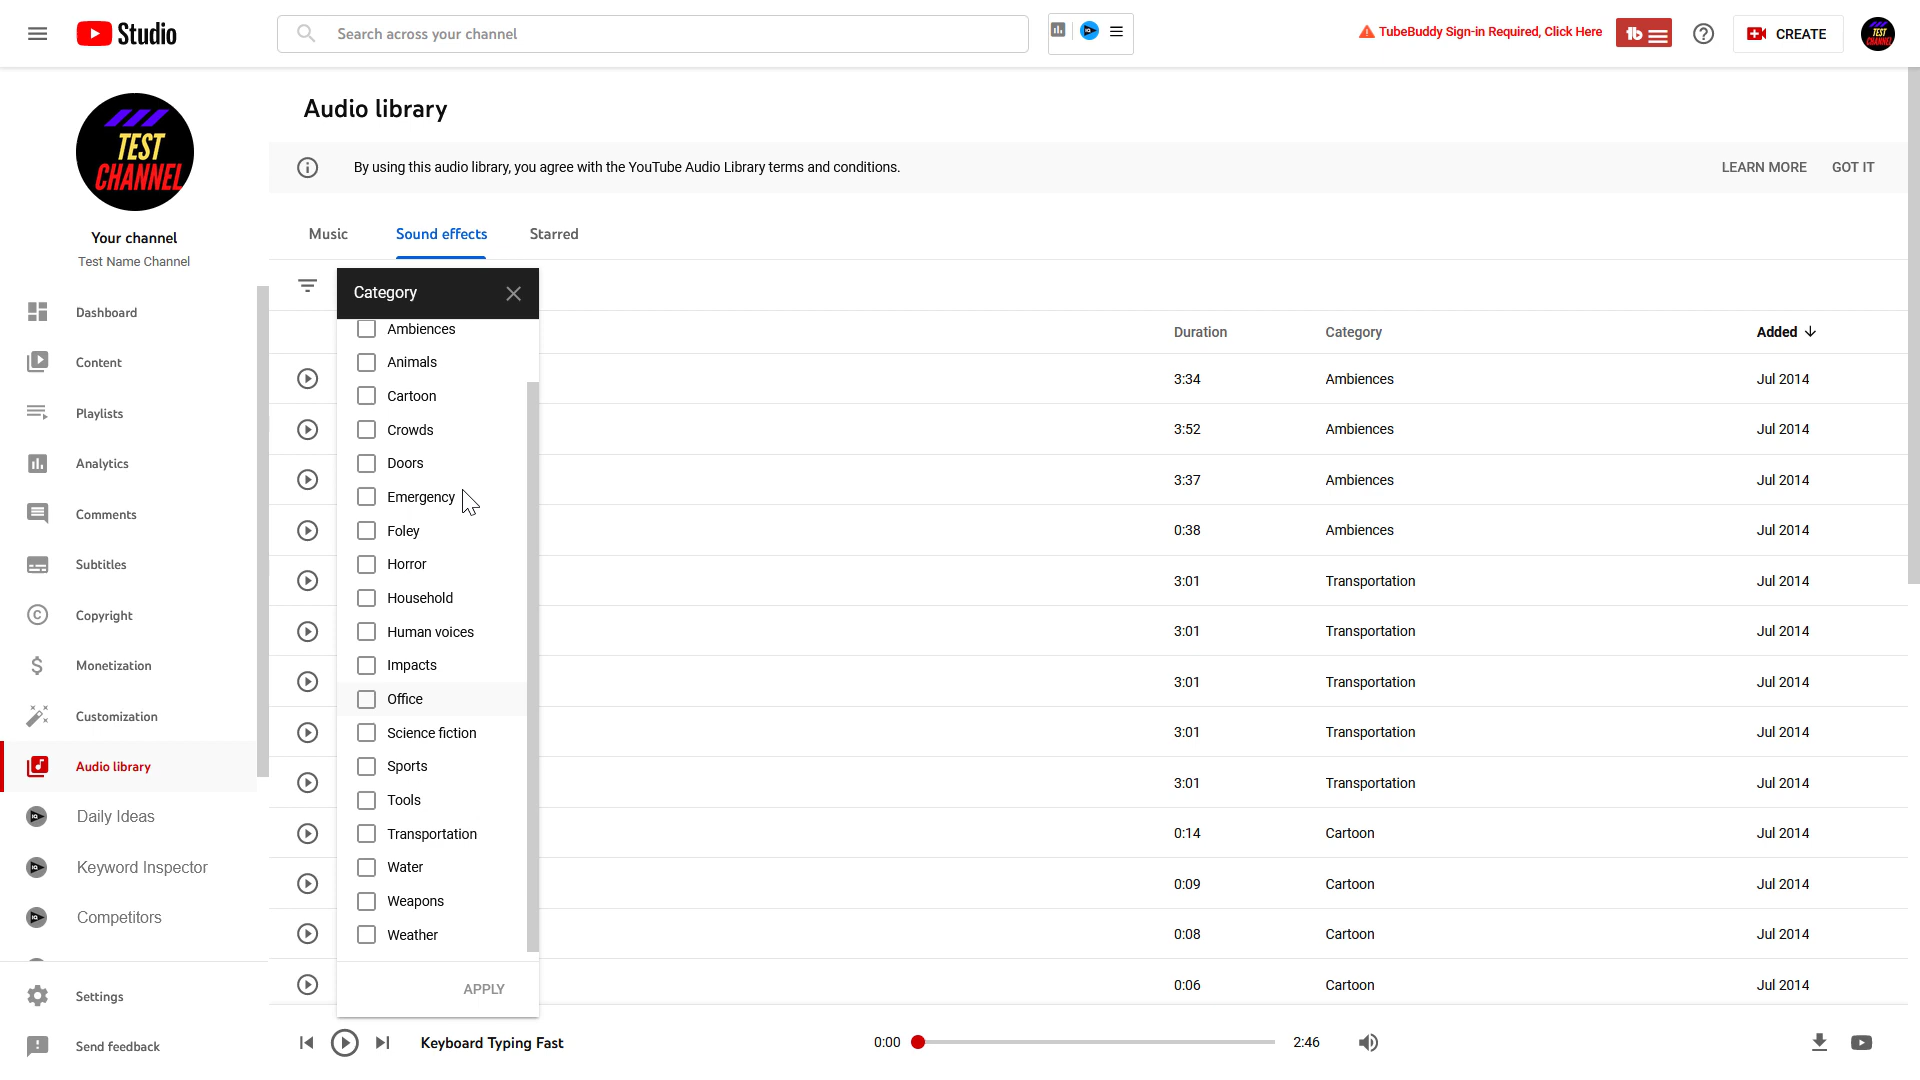 Studio
Search across your channel
TubeBuddy Sign-in Required, Click Here
tb
CREATE
TEST
CHANNEL
TEST
CHANNEL
Your channel
Test Name Channel
Dashboard
Content
Playlists
Analytics
Comments
Subtitles
Copyright
Monetization
Customization
Audio library
Daily Ideas
Keyword Inspector
Competitors
Settings
Send feedback
Audio library
By using this audio library, you agree with the YouTube Audio Library terms and conditions.
LEARN MORE GOT IT
Music Sound effects Starred
Category
Ambiences
Animals
Cartoon
Crowds
Doors
Emergency
Foley
Horror
Household
Human voices
Impacts
Office
Science fiction
Sports
Tools
Transportation
Water
Weapons
Weather
APPLY
Duration Category Added
3:34 Ambiences Jul 2014
3:52 Ambiences Jul 2014
3:37 Ambiences Jul 2014
0:38 Ambiences Jul 2014
3:01 Transportation Jul 2014
3:01 Transportation Jul 2014
3:01 Transportation Jul 2014
3:01 Transportation Jul 2014
3:01 Transportation Jul 2014
0:14 Cartoon Jul 2014
0:09 Cartoon Jul 2014
0:08 Cartoon Jul 2014
0:06 Cartoon Jul 2014
Keyboard Typing Fast 0:00 2:46